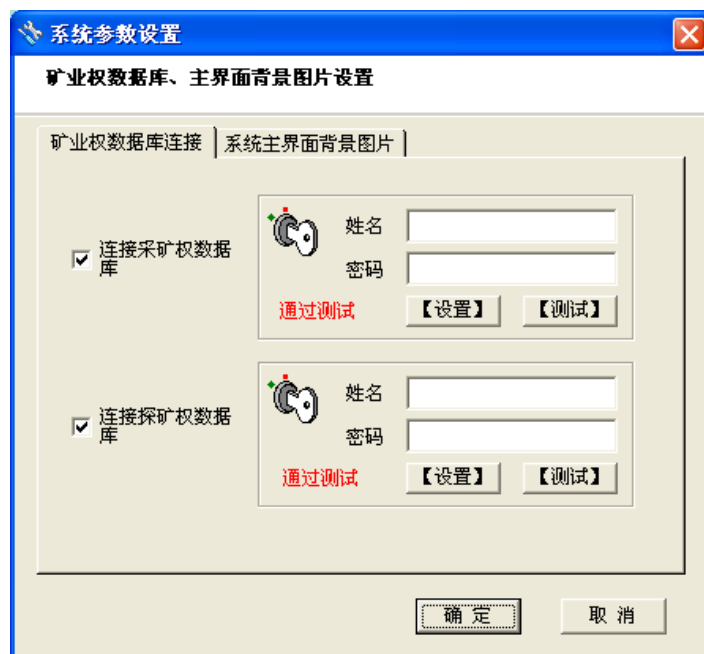 系统参数设置
矿业权数据库、主界面背景图片设置
矿业权数据库连接 系统主界面背景图片
连接采矿权数据
库
姓名
密码
通过测试 【设置】 【测试】
连接探矿权数据
库
姓名
密码
通过测试 【设置】 【测试】
确 定 取 消